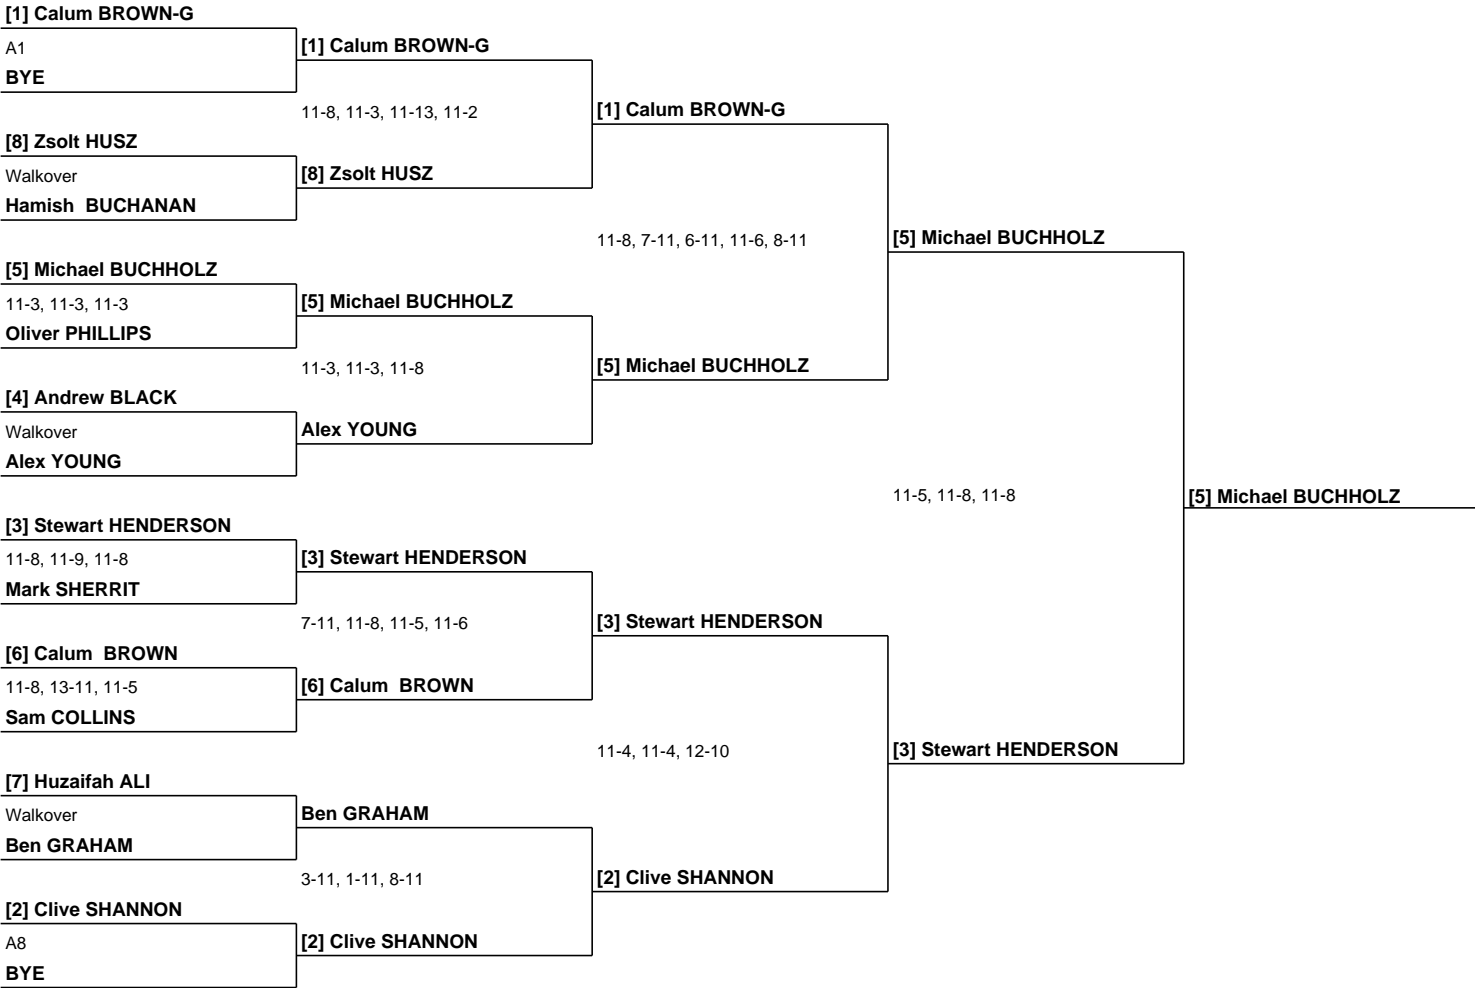 [1] Calum BROWN-G
A1
BYE
[8] Zsolt HUSZ
Walkover
Hamish  BUCHANAN
[5] Michael BUCHHOLZ
11-3, 11-3, 11-3
Oliver PHILLIPS
[4] Andrew BLACK
Walkover
Alex YOUNG
[3] Stewart HENDERSON
11-8, 11-9, 11-8
Mark SHERRIT
[6] Calum  BROWN
11-8, 13-11, 11-5
Sam COLLINS
[7] Huzaifah ALI
Walkover
Ben GRAHAM
[2] Clive SHANNON
A8
BYE
[1] Calum BROWN-G
11-8, 11-3, 11-13, 11-2
[8] Zsolt HUSZ
[5] Michael BUCHHOLZ
11-3, 11-3, 11-8
Alex YOUNG
[3] Stewart HENDERSON
7-11, 11-8, 11-5, 11-6
[6] Calum  BROWN
Ben GRAHAM
3-11, 1-11, 8-11
[2] Clive SHANNON
[1] Calum BROWN-G
11-8, 7-11, 6-11, 11-6, 8-11
[5] Michael BUCHHOLZ
[3] Stewart HENDERSON
11-4, 11-4, 12-10
[2] Clive SHANNON
[5] Michael BUCHHOLZ
11-5, 11-8, 11-8
[3] Stewart HENDERSON
[5] Michael BUCHHOLZ